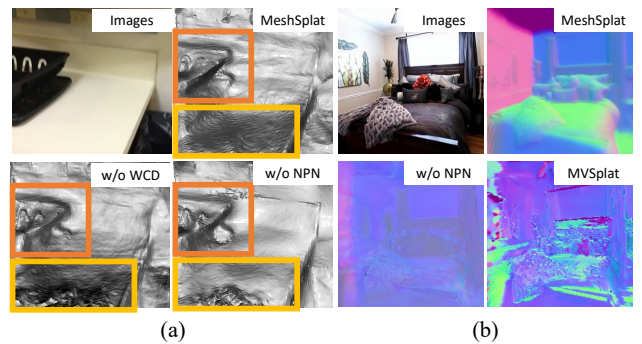 Images MeshSplat Images MeshSplat
w/o WCD w/o NPN w/o NPN MVSplat
(a) (b)